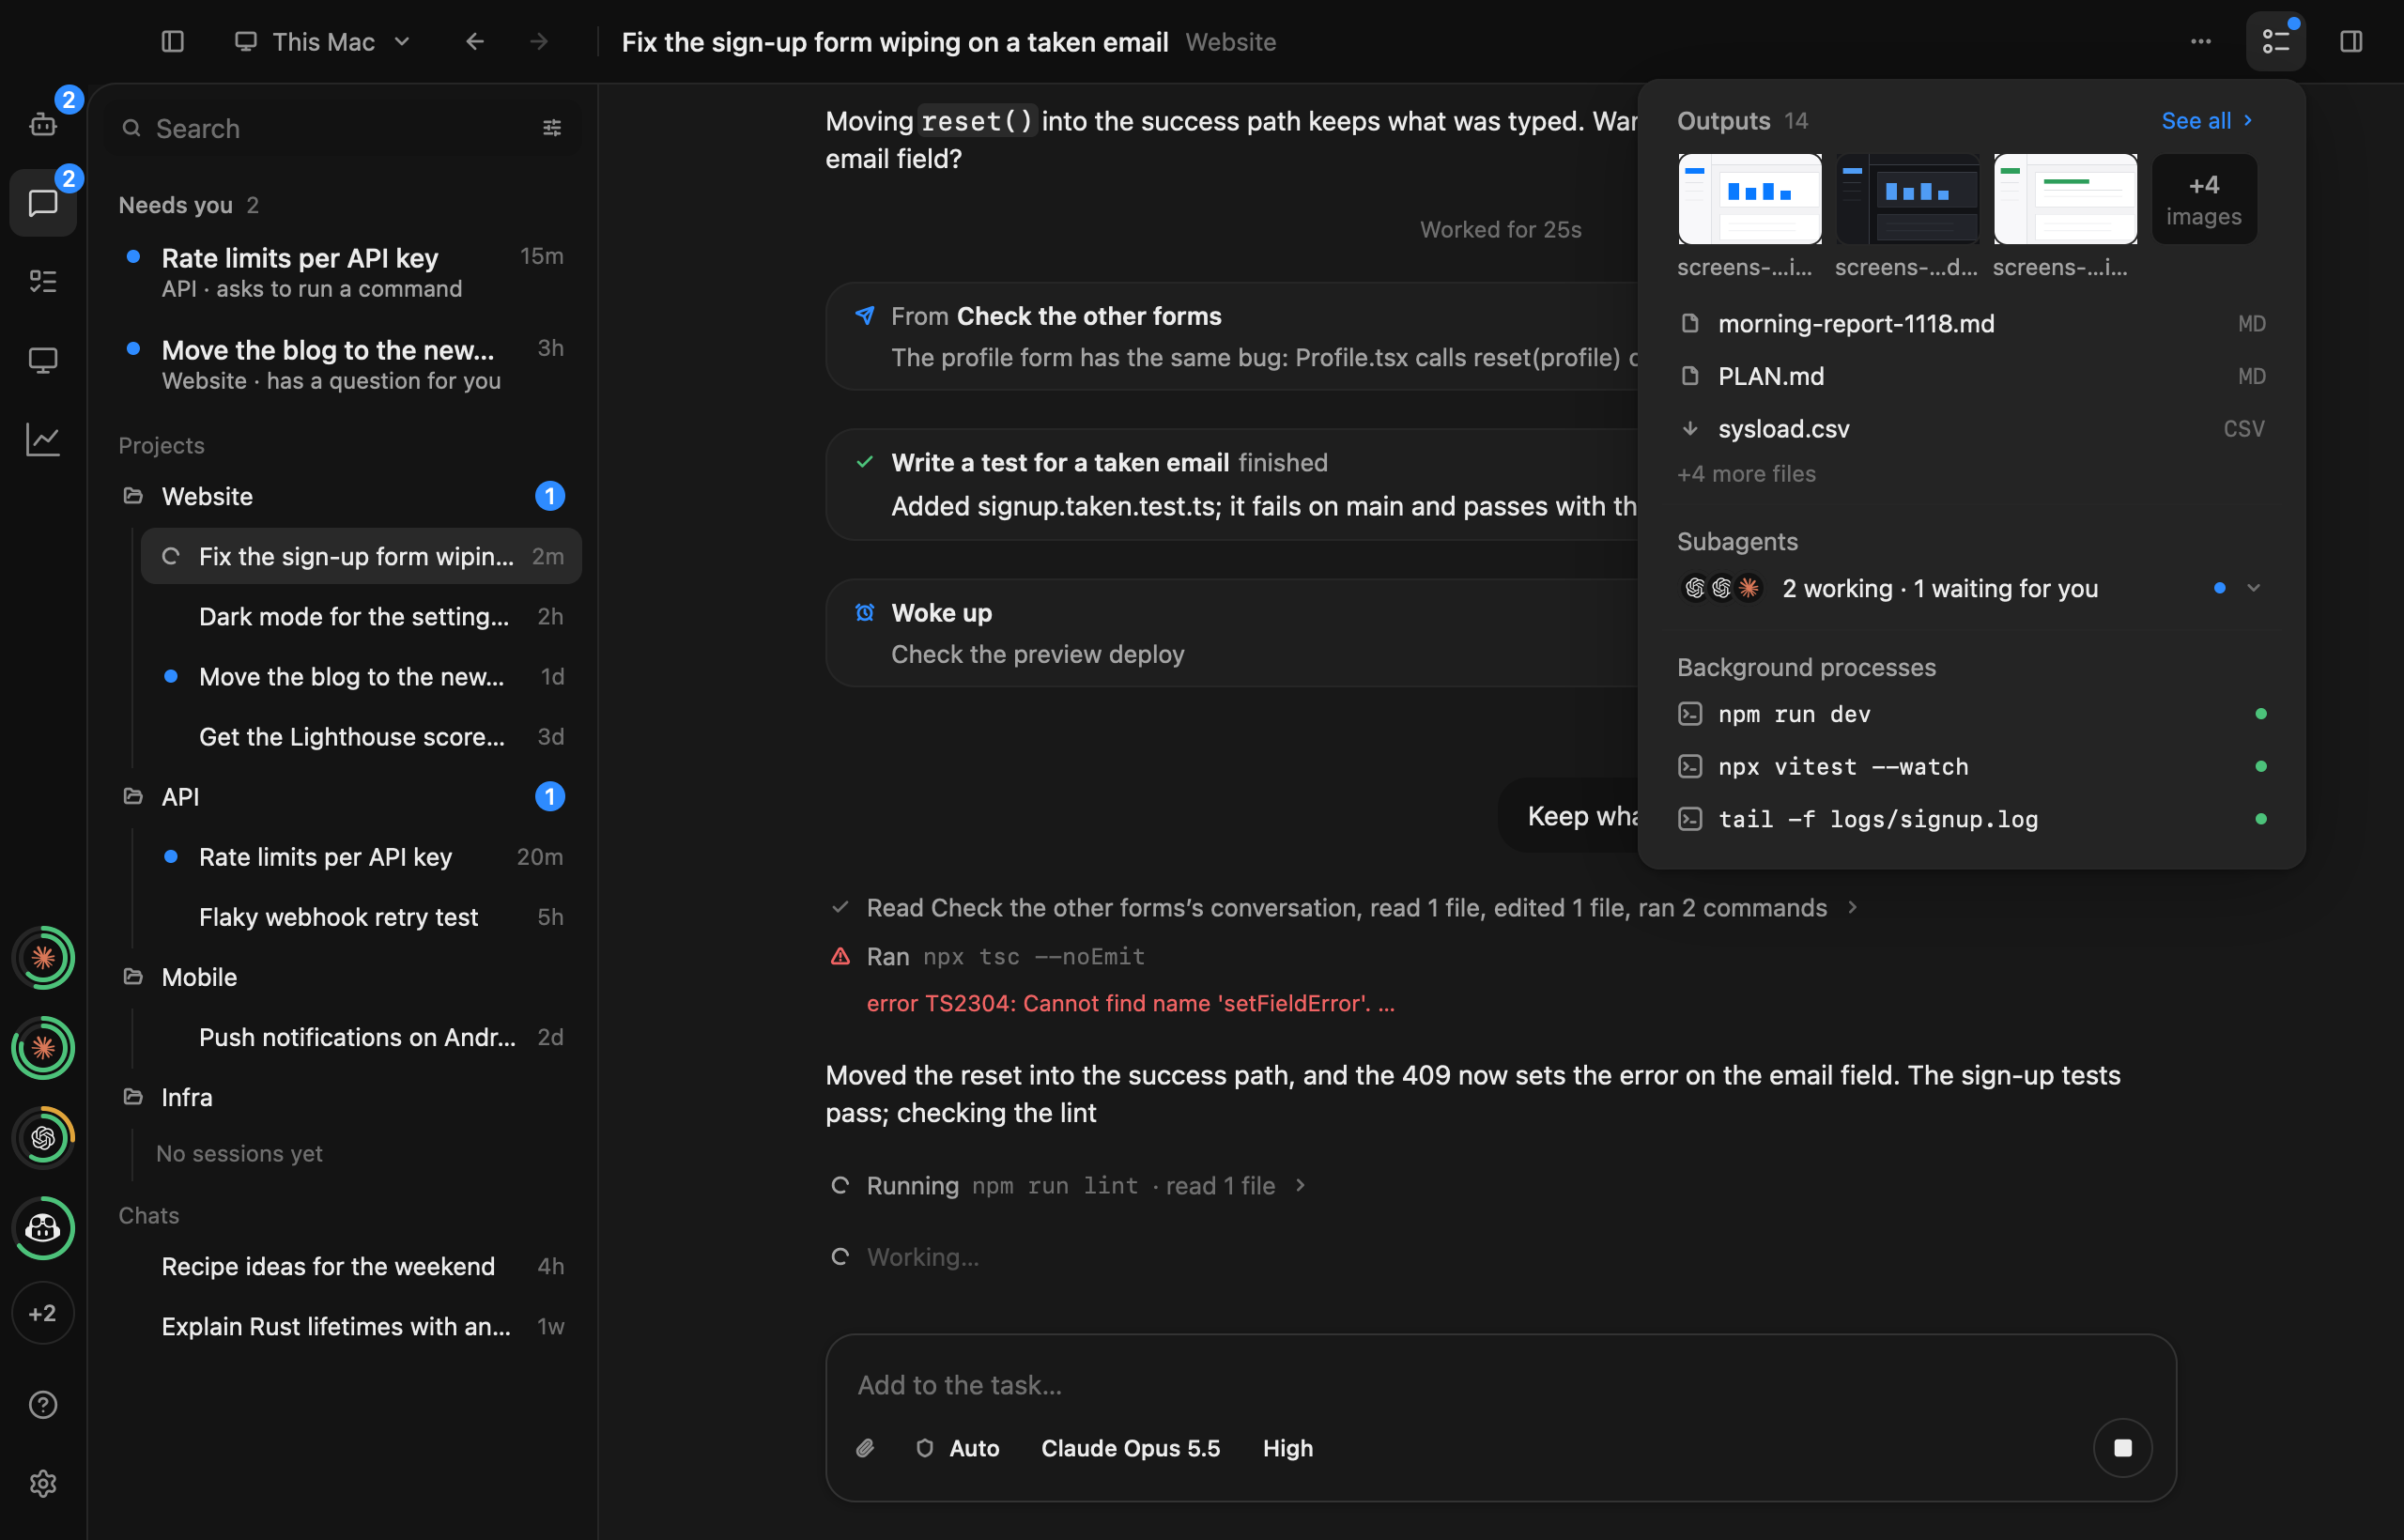 This Mac
Fix the sign-up form wiping on a taken email Website
2
2
Search
Needs you 2
Rate limits per API key 15m
API · asks to run a command
Move the blog to the new... 3h
Website · has a question for you
Projects
Website 1
Fix the sign-up form wipin... 2m
Dark mode for the setting... 2h
Move the blog to the new... 1d
Get the Lighthouse score... 3d
API 1
Rate limits per API key 20m
Flaky webhook retry test 5h
Mobile
Push notifications on Andr... 2d
Infra
No sessions yet
Chats
Recipe ideas for the weekend 4h
Explain Rust lifetimes with an... 1w
+2
Moving reset() into the success path keeps what was typed. War
email field?
Worked for 25s
From Check the other forms
The profile form has the same bug: Profile.tsx calls reset(profile)
Write a test for a taken email finished
Added signup.taken.test.ts; it fails on main and passes with th
Woke up
Check the preview deploy
Keep wha
Read Check the other forms’s conversation, read 1 file, edited 1 file, ran 2 commands
Ran npx tsc --noEmit
error TS2304: Cannot find name 'setFieldError'. ...
Moved the reset into the success path, and the 409 now sets the error on the email field. The sign-up tests
pass; checking the lint
Running npm run lint · read 1 file
Working...
Add to the task...
Auto Claude Opus 5.5 High
Outputs 14 See all
screens-...i... screens-...d... screens-...i...
+4
images
morning-report-1118.md MD
PLAN.md MD
sysload.csv CSV
+4 more files
Subagents
2 working · 1 waiting for you
Background processes
npm run dev
npx vitest --watch
tail -f logs/signup.log